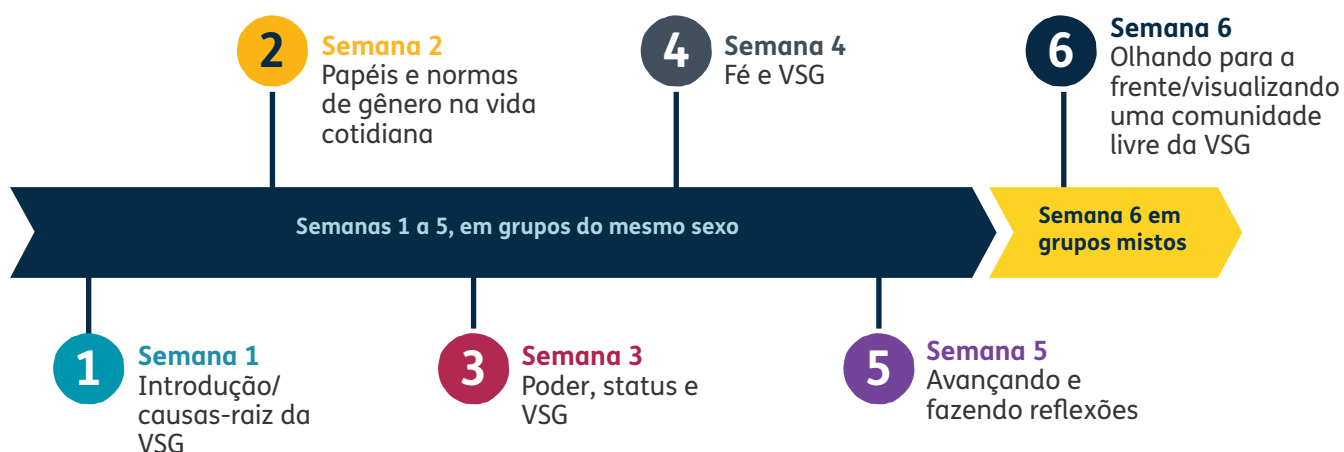 2
Semana 2
Papéis e normas
de gênero na vida
cotidiana
4
Semana 4
Fé e VSG
6
Semana 6
Olhando para a
frente/visualizando
uma comunidade
livre da VSG
Semanas 1 a 5, em grupos do mesmo sexo
Semana 6 em
grupos mistos
1
Semana 1
Introdução/
causas-raiz da
VSG
3
Semana 3
Poder, status e
VSG
5
Semana 5
Avançando e
fazendo reflexões